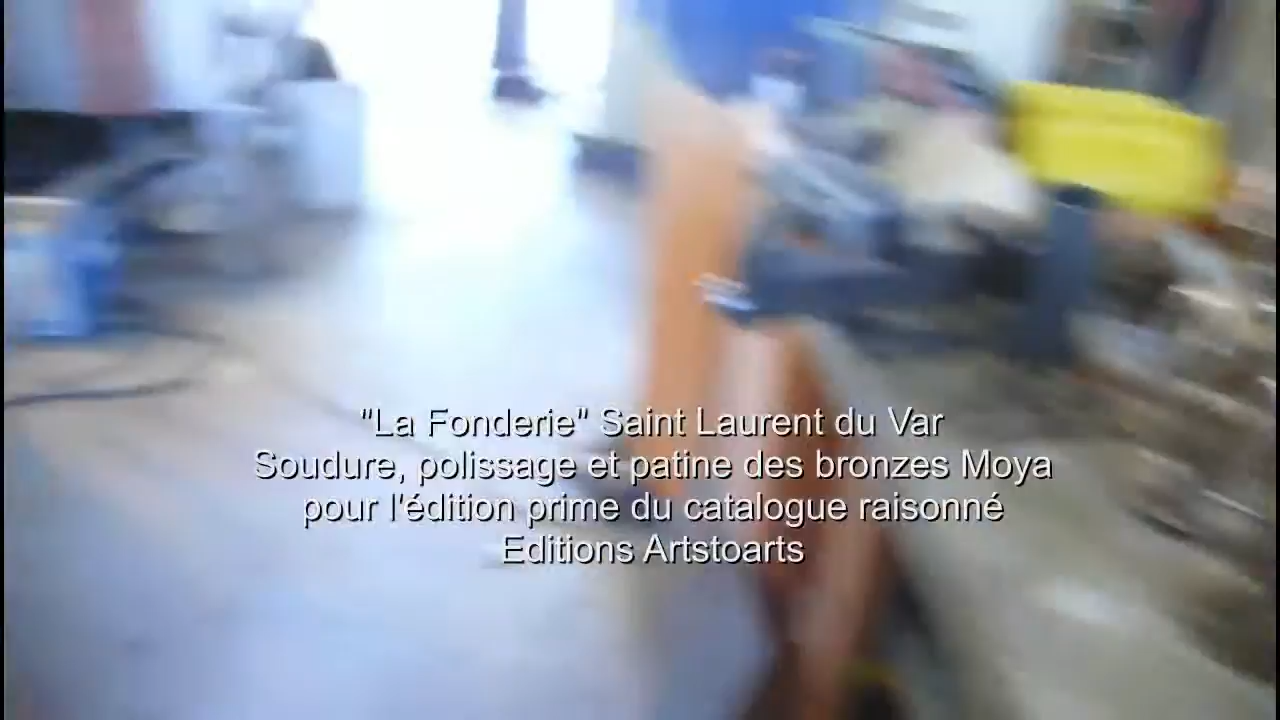 "La Fonderie" Saint Laurent du Var
Soudure, polissage et patine des bronzes Moya
pour l'édition prime du catalogue raisonné
Editions Artstoarts